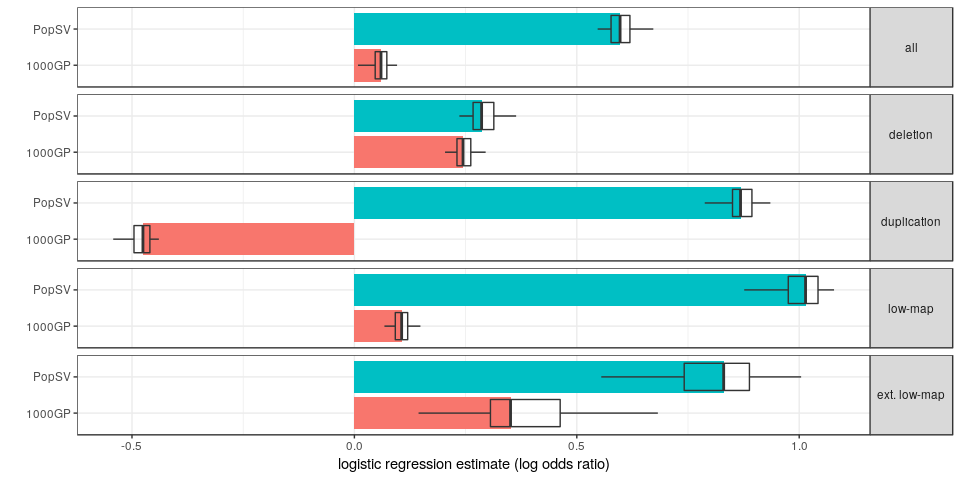 PopSV
1000GP
all
PopSV
1000GP
deletion
PopSV
1000GP
duplication
PopSV
1000GP
low-map
PopSV
1000GP
ext. low-map
-0.5 0.0 0.5 1.0
logistic regression estimate (log odds ratio)